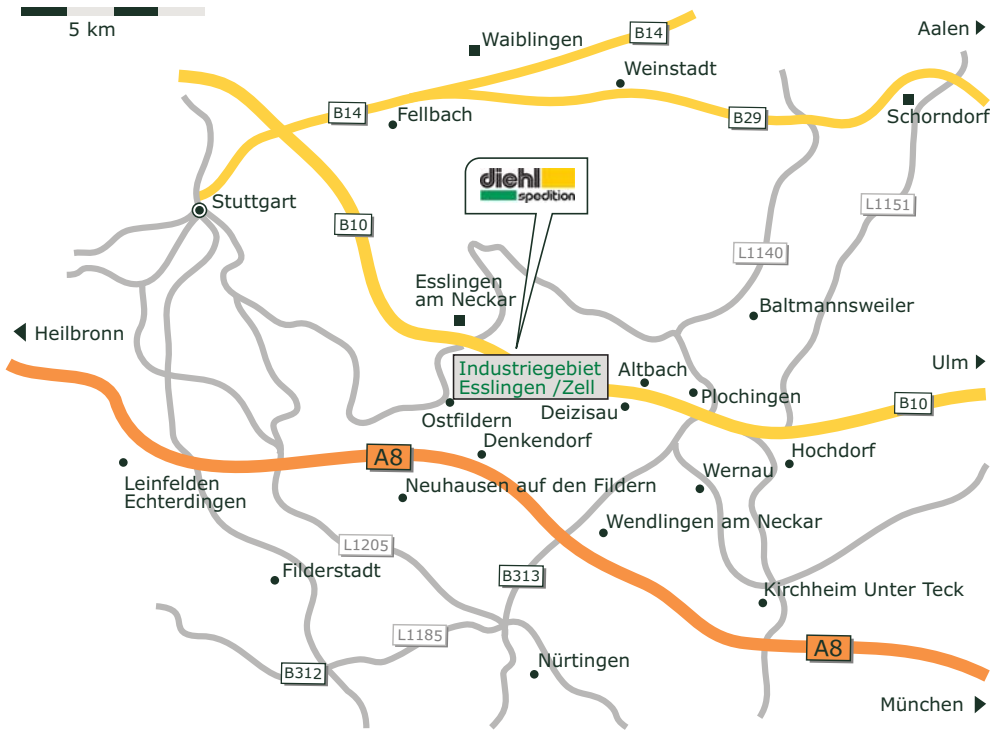 5 km
Aalen
B14
Waiblingen
Weinstadt
B14
Fellbach
B29
Schorndorf
diehl
spedition
Stuttgart
L1151
B10
L1140
Esslingen
am Neckar
Baltmannsweiler
Heilbronn
Industriegebiet
Esslingen /Zell
Altbach
Ulm
Plochingen
B10
Ostfildern
Deizisau
Denkendorf
Hochdorf
A8
Wernau
Leinfelden
Echterdingen
Neuhausen auf den Fildern
Wendlingen am Neckar
L1205
Filderstadt
B313
Kirchheim Unter Teck
L1185
A8
Nürtingen
B312
München